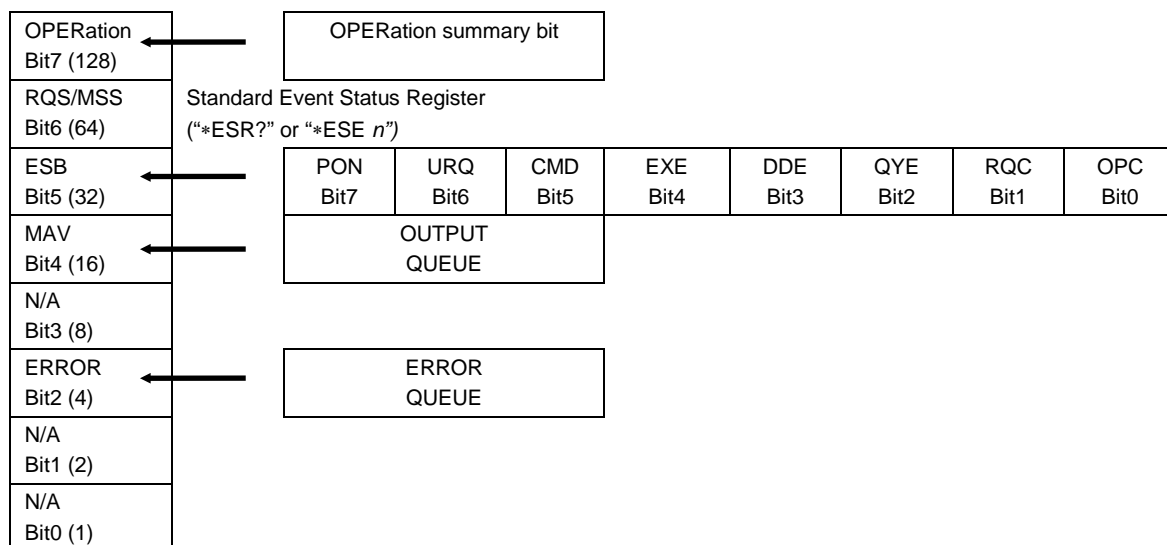 OPERation
Bit7 (128)
OPERation summary bit
RQS/MSS
Bit6 (64)
Standard Event Status Register
(“∗ESR?” or “∗ESE n”)
ESB
Bit5 (32)
PON
Bit7
URQ
Bit6
CMD
Bit5
EXE
Bit4
DDE
Bit3
QYE
Bit2
RQC
Bit1
OPC
Bit0
MAV
Bit4 (16)
OUTPUT
QUEUE
N/A
Bit3 (8)
ERROR
Bit2 (4)
ERROR
QUEUE
N/A
Bit1 (2)
N/A
Bit0 (1)